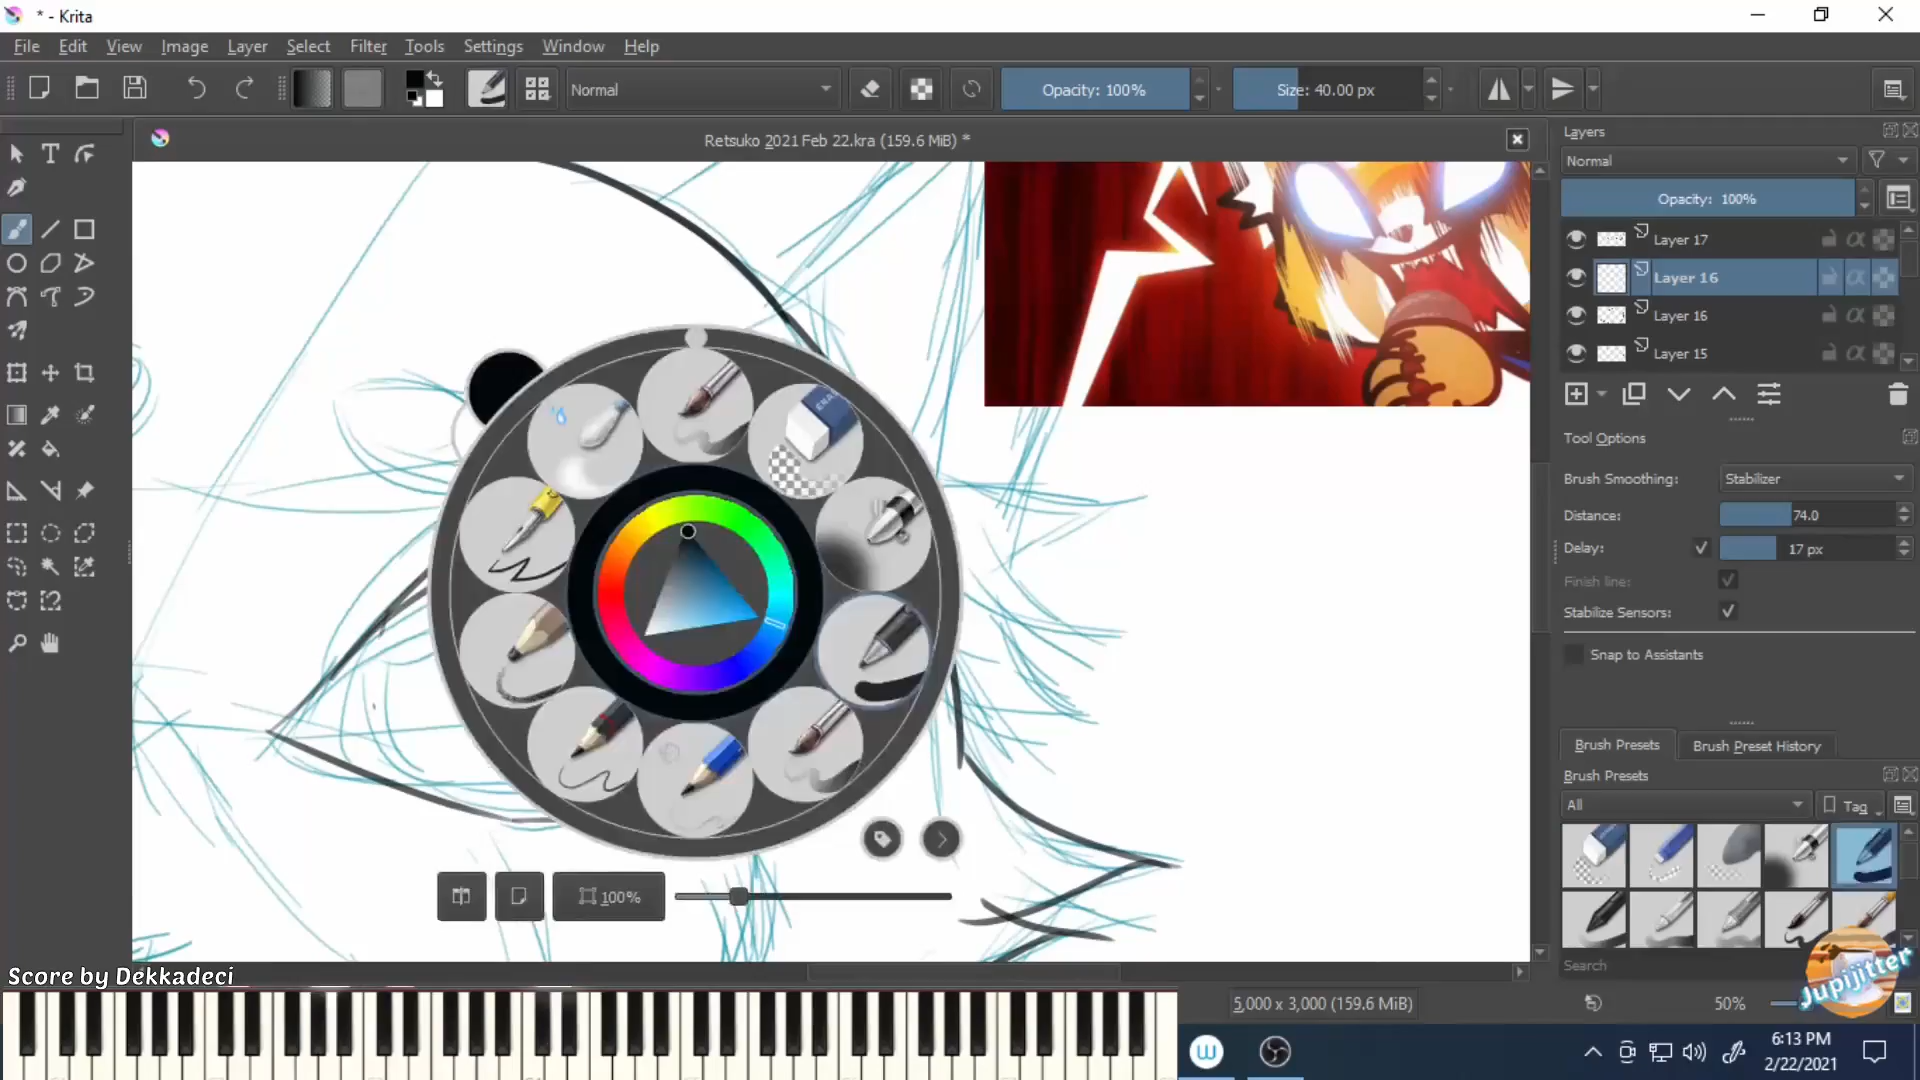 * - Krita
File Edit View Image Layer Select Filter Tools Settings Window Help
Normal
Opacity: 100%
Size: 40.00 px
Retsuko 2021 Feb 22.kra (159.6 MiB) *
Layers
Normal
Opacity: 100%
Layer 17
Layer 16
Layer 16
Layer 15
Tool Options
Brush Smoothing: Stabilizer
Distance: 74.0
Delay: 17 px
Finish line:
Stabilize Sensors:
Snap to Assistants
Brush Presets Brush Preset History
Brush Presets
All Tag
Search
ERA
100%
Score by Dekkadeci
Jupijitter
5,000 x 3,000 (159.6 MiB)
50%
6:13 PM
2/22/2021